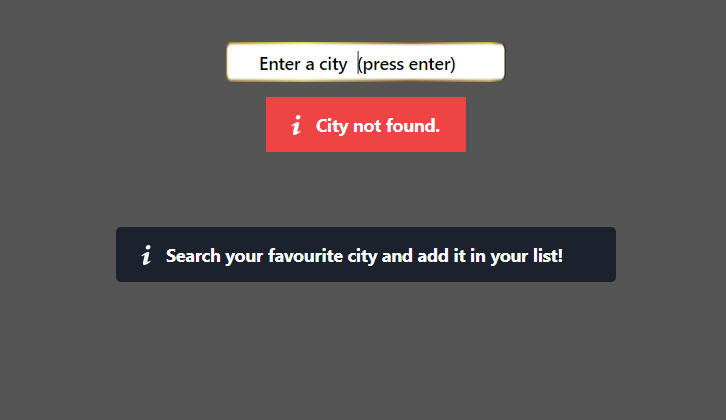 Enter a city (press enter)
City not found.
Search your favourite city and add it in your list!